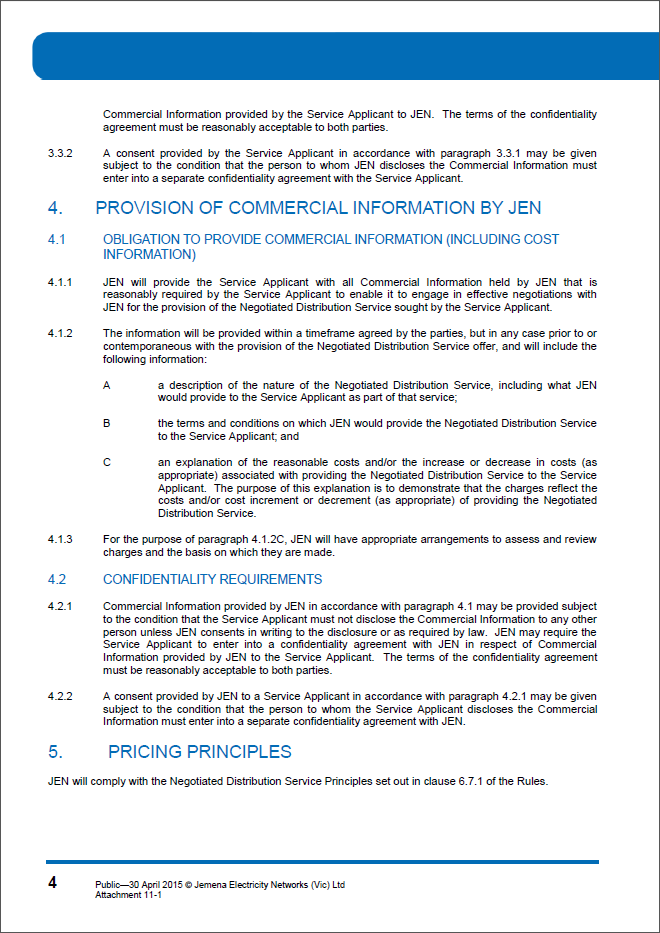 Commercial Information provided by the Service Applicant to JEN. The terms of the confidentiality
agreement must be reasonably acceptable to both parties.
3.3.2 A consent provided by the Service Applicant in accordance with paragraph 3.3.1 may be given
subject to the condition that the person to whom JEN discloses the Commercial Information must
enter into a separate confidentiality agreement with the Service Applicant.
4. PROVISION OF COMMERCIAL INFORMATION BY JEN
4.1 OBLIGATION TO PROVIDE COMMERCIAL INFORMATION (INCLUDING COST
INFORMATION)
4.1.1 JEN will provide the Service Applicant with all Commercial Information held by JEN that is
reasonably required by the Service Applicant to enable it to engage in effective negotiations with
JEN for the provision of the Negotiated Distribution Service sought by the Service Applicant.
4.1.2 The information will be provided within a timeframe agreed by the parties, but in any case prior to or
contemporaneous with the provision of the Negotiated Distribution Service offer, and will include the
following information:
A a description of the nature of the Negotiated Distribution Service, including what JEN
would provide to the Service Applicant as part of that service;
B the terms and conditions on which JEN would provide the Negotiated Distribution Service
to the Service Applicant; and
C an explanation of the reasonable costs and/or the increase or decrease in costs (as
appropriate) associated with providing the Negotiated Distribution Service to the Service
Applicant. The purpose of this explanation is to demonstrate that the charges reflect the
costs and/or cost increment or decrement (as appropriate) of providing the Negotiated
Distribution Service.
4.1.3 For the purpose of paragraph 4.1.2C, JEN will have appropriate arrangements to assess and review
charges and the basis on which they are made.
4.2 CONFIDENTIALITY REQUIREMENTS
4.2.1 Commercial Information provided by JEN in accordance with paragraph 4.1 may be provided subject
to the condition that the Service Applicant must not disclose the Commercial Information to any other
person unless JEN consents in writing to the disclosure or as required by law. JEN may require the
Service Applicant to enter into a confidentiality agreement with JEN in respect of Commercial
Information provided by JEN to the Service Applicant. The terms of the confidentiality agreement
must be reasonably acceptable to both parties.
4.2.2 A consent provided by JEN to a Service Applicant in accordance with paragraph 4.2.1 may be given
subject to the condition that the person to whom the Service Applicant discloses the Commercial
Information must enter into a separate confidentiality agreement with JEN.
5. PRICING PRINCIPLES
JEN will comply with the Negotiated Distribution Service Principles set out in clause 6.7.1 of the Rules.
4 Public—30 April 2015 © Jemena Electricity Networks (Vic) Ltd
Attachment 11-1